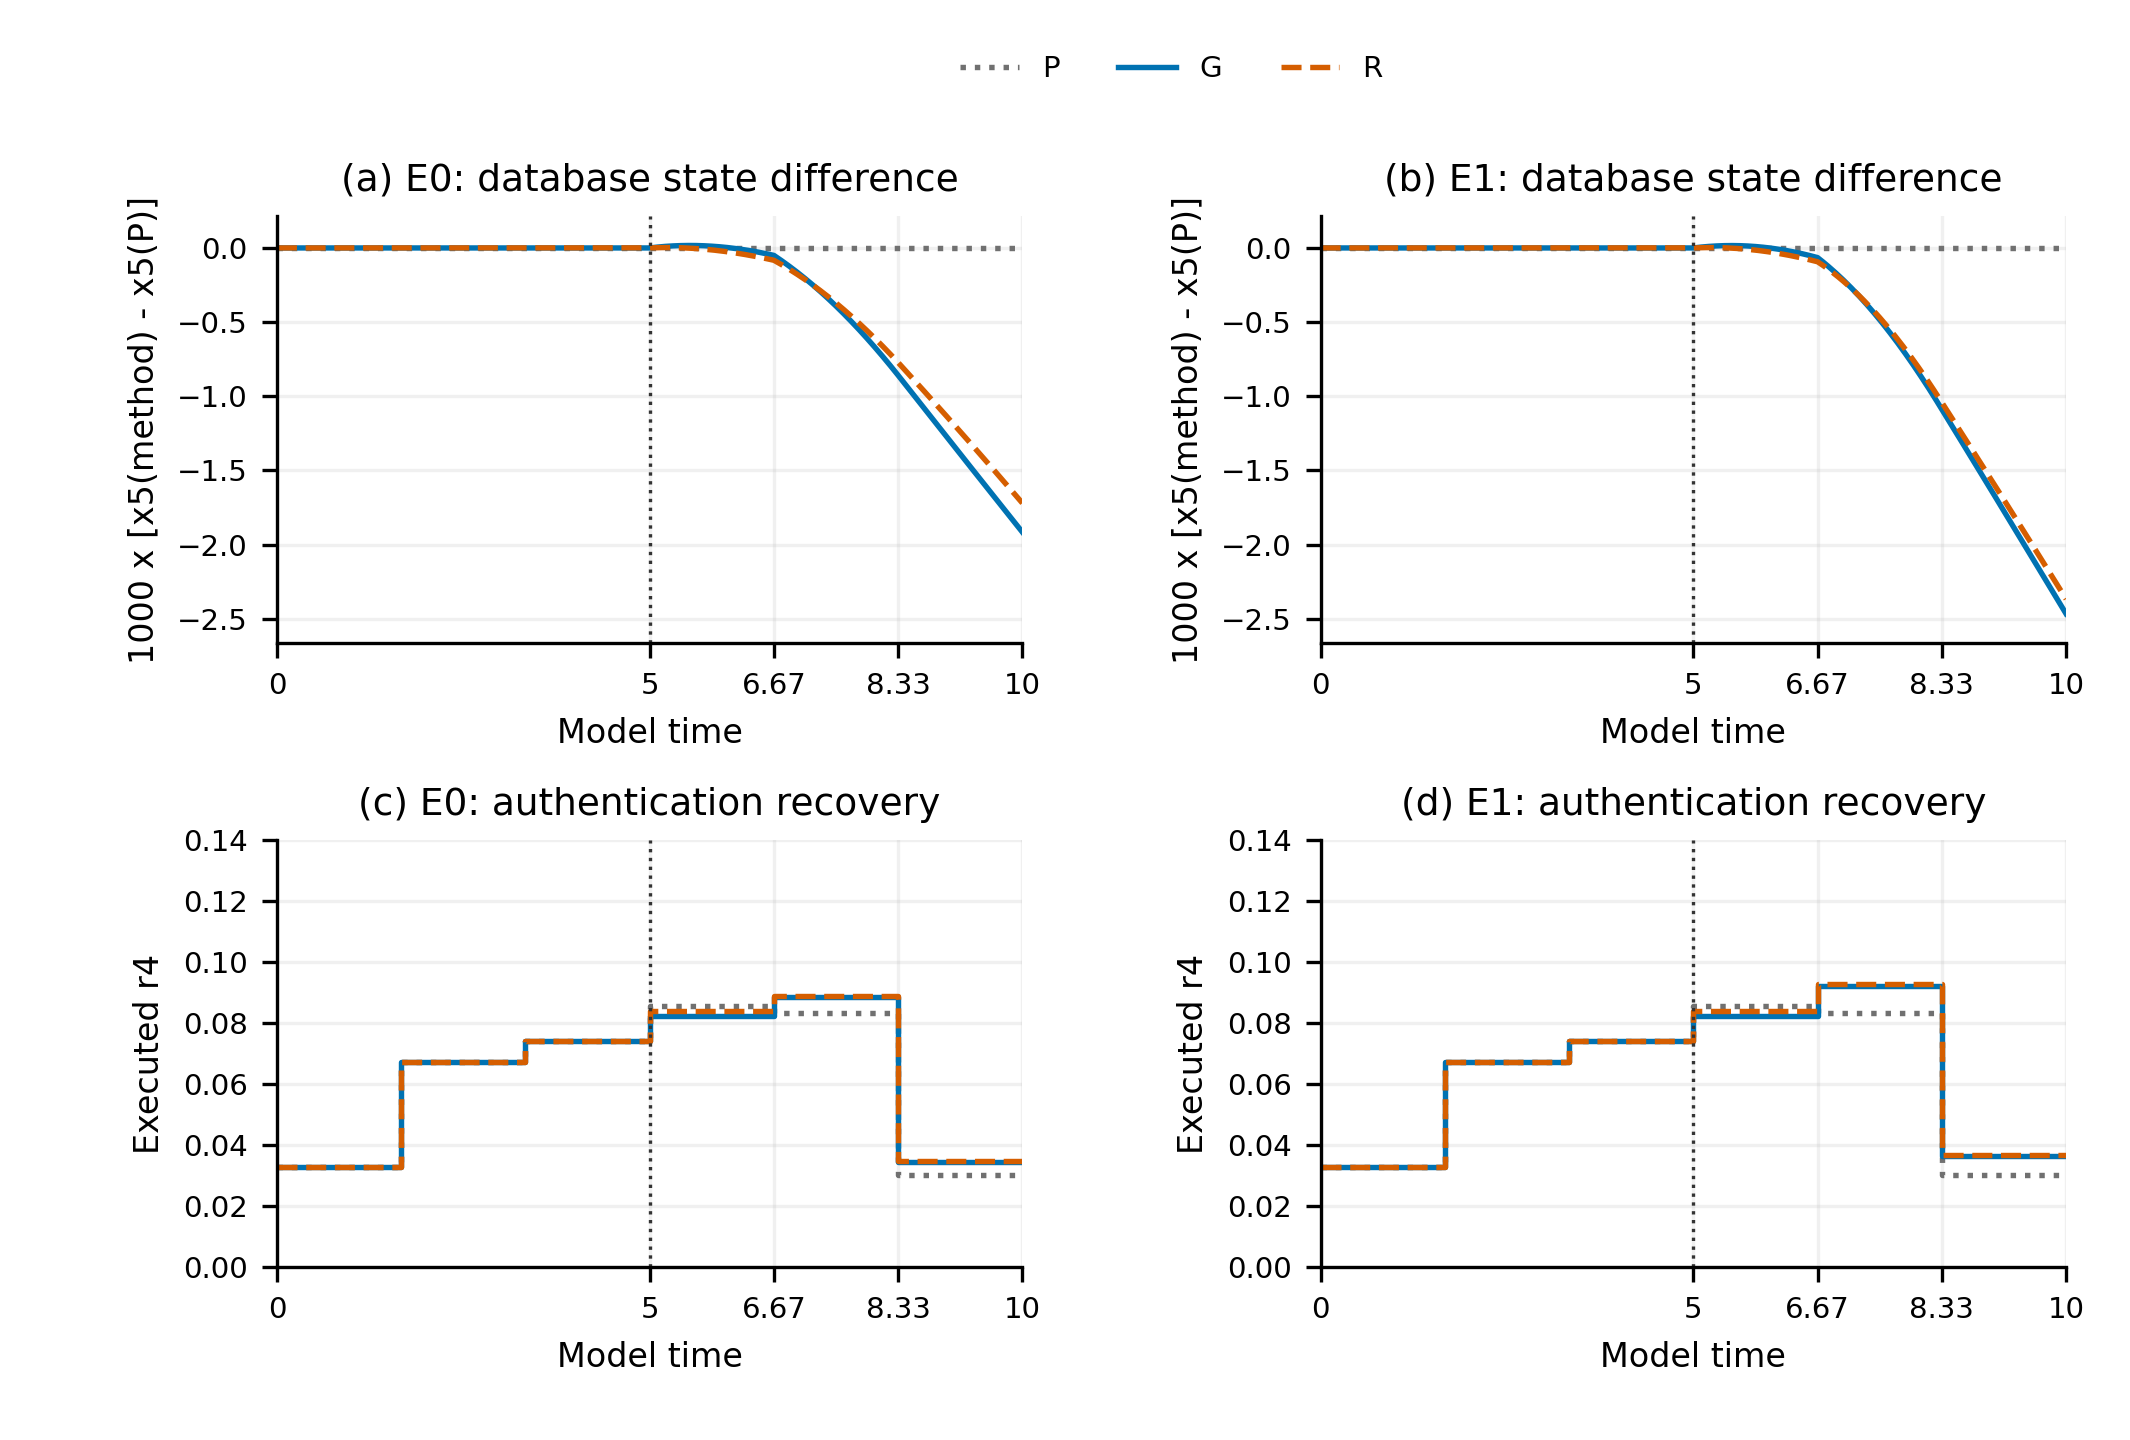 P G R
(a) E0: database state difference
1000 x [x5(method) - x5(P)]
0.0
−0.5
−1.0
−1.5
−2.0
−2.5
0 5 6.67 8.33 10
Model time
(b) E1: database state difference
1000 x [x5(method) - x5(P)]
0.0
−0.5
−1.0
−1.5
−2.0
−2.5
0 5 6.67 8.33 10
Model time
(c) E0: authentication recovery
Executed r4
0.14
0.12
0.10
0.08
0.06
0.04
0.02
0.00
0 5 6.67 8.33 10
Model time
(d) E1: authentication recovery
Executed r4
0.14
0.12
0.10
0.08
0.06
0.04
0.02
0.00
0 5 6.67 8.33 10
Model time